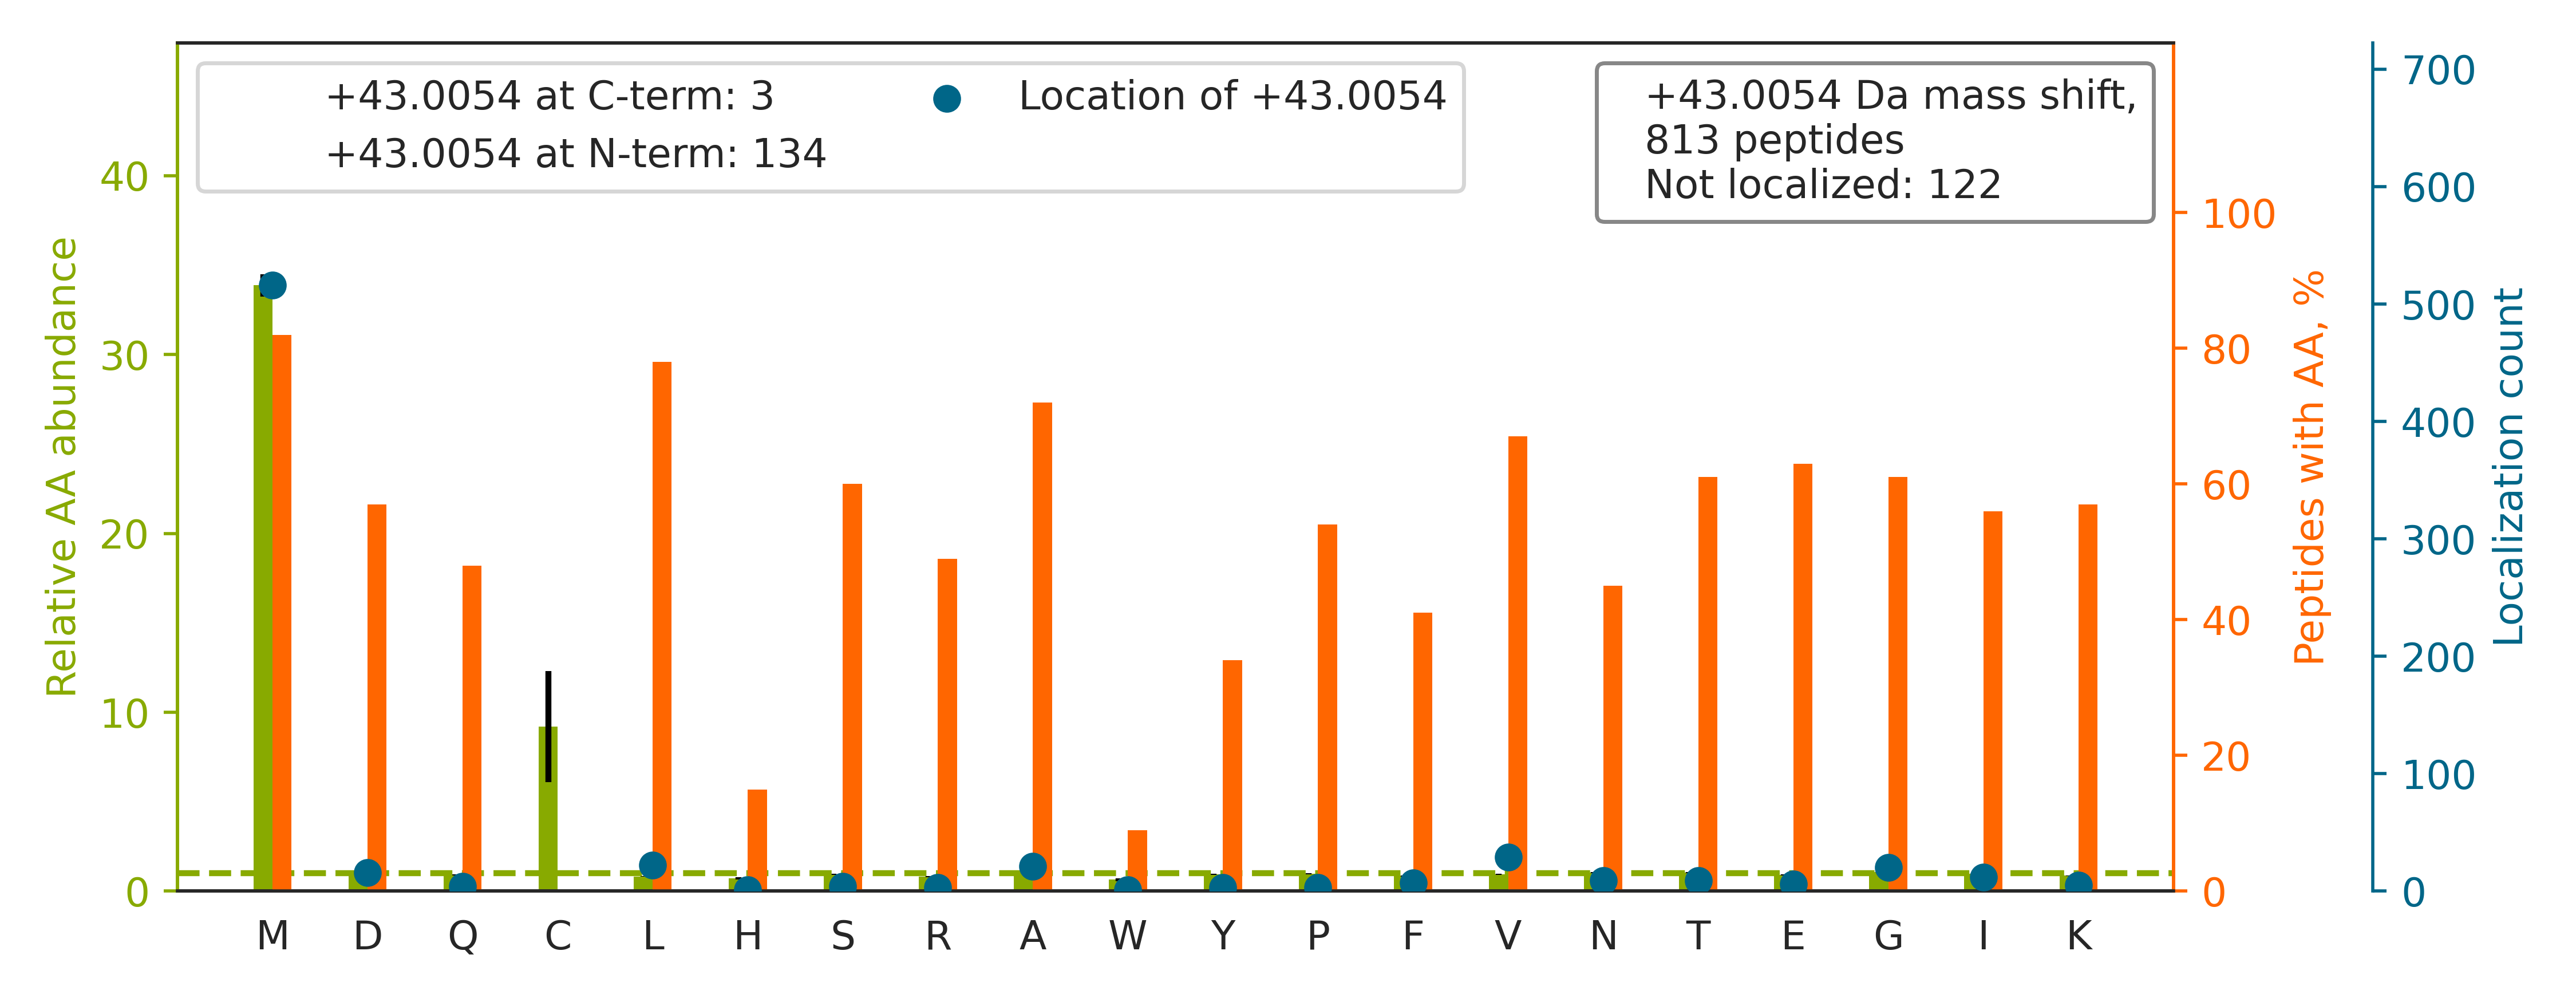 +43.0054 at C-term: 3
+43.0054 at N-term: 134
Location of +43.0054
+43.0054 Da mass shift,
813 peptides
Not localized: 122
Relative AA abundance
40
30
20
10
0
Peptides with AA, %
100
80
60
40
20
0
Localization count
700
600
500
400
300
200
100
0
M D Q C L H S R A W Y P F V N T E G I K